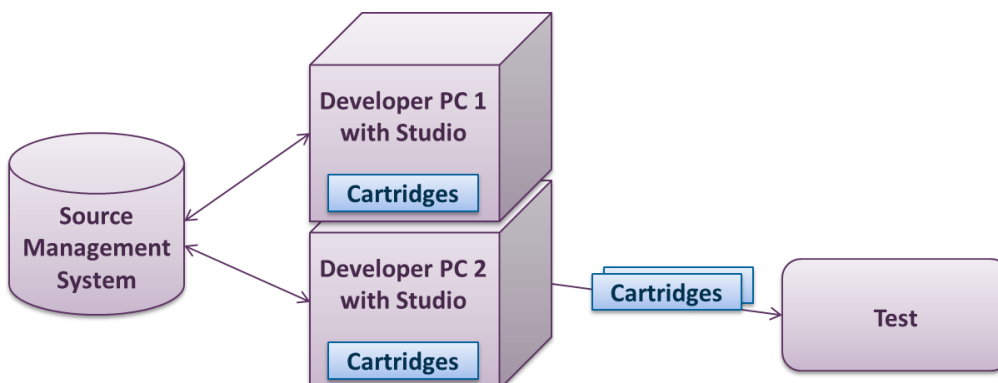 Source
Management
System
Developer PC 1
with Studio
Cartridges
Developer PC 2
with Studio
Cartridges
Cartridges
Test